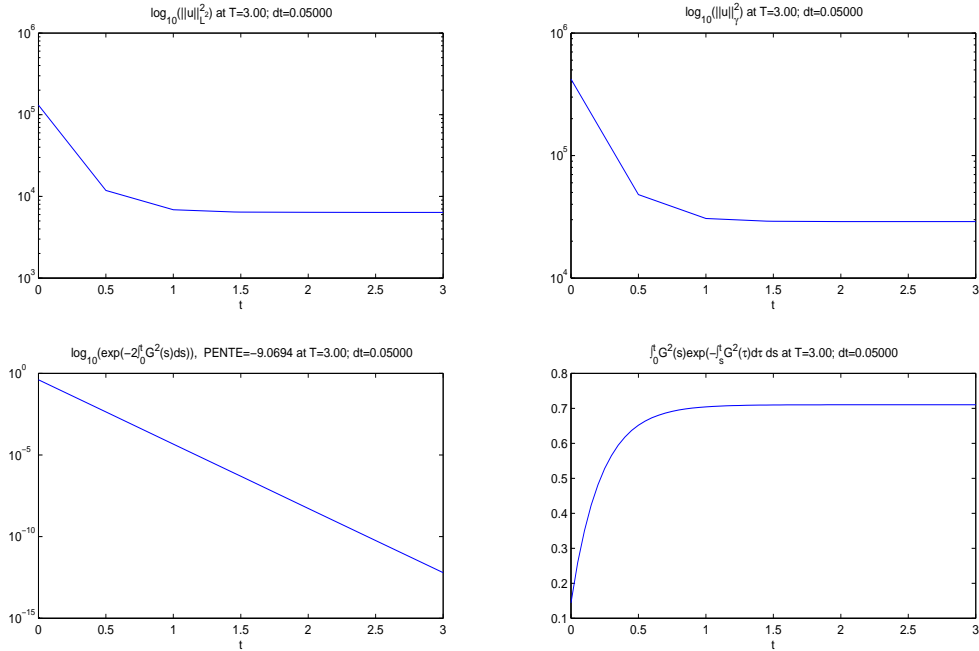 log₁₀(||u||²_L²) at T=3.00; dt=0.05000
10⁶
10⁵
10⁴
10³
0 0.5 1 1.5 2 2.5 3
t
log₁₀(||u||²_γ) at T=3.00; dt=0.05000
10⁶
10⁵
10⁴
0 0.5 1 1.5 2 2.5 3
t
log₁₀(exp(-2∫₀ᵗG²(s)ds)), PENTE=-9.0694 at T=3.00; dt=0.05000
10⁰
10⁻⁵
10⁻¹⁰
10⁻¹⁵
0 0.5 1 1.5 2 2.5 3
t
∫₀ᵗG²(s)exp(-∫ₛᵗG²(τ)dτ ds at T=3.00; dt=0.05000
0.8
0.7
0.6
0.5
0.4
0.3
0.2
0.1
0 0.5 1 1.5 2 2.5 3
t